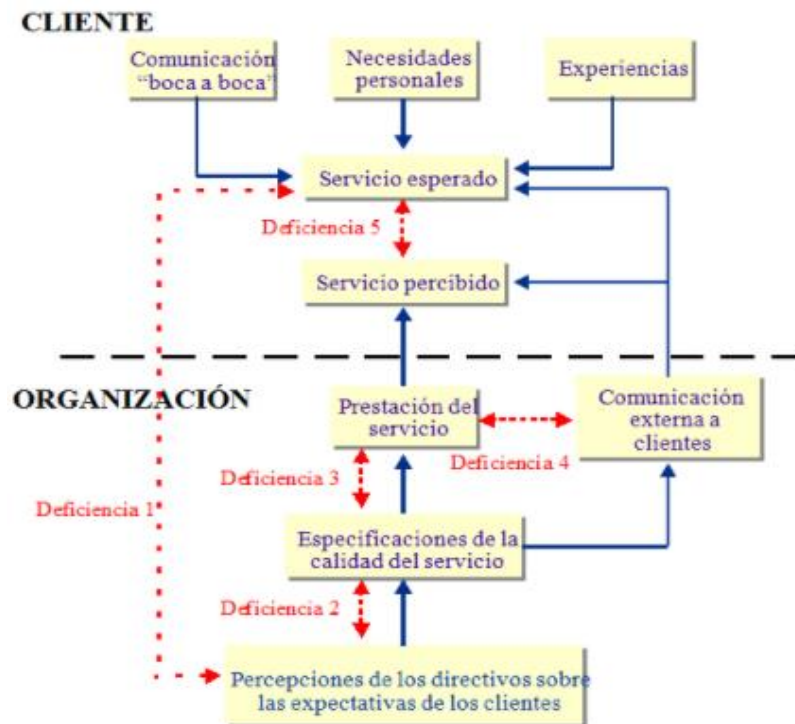 CLIENTE
Comunicación
“boca a boca”
Necesidades
personales
Experiencias
Servicio esperado
Deficiencia 5
Servicio percibido
ORGANIZACIÓN
Prestación del
servicio
Comunicación
externa a
clientes
Deficiencia 4
Deficiencia 3
Deficiencia 1
Especificaciones de la
calidad del servicio
Deficiencia 2
Percepciones de los directivos sobre
las expectativas de los clientes